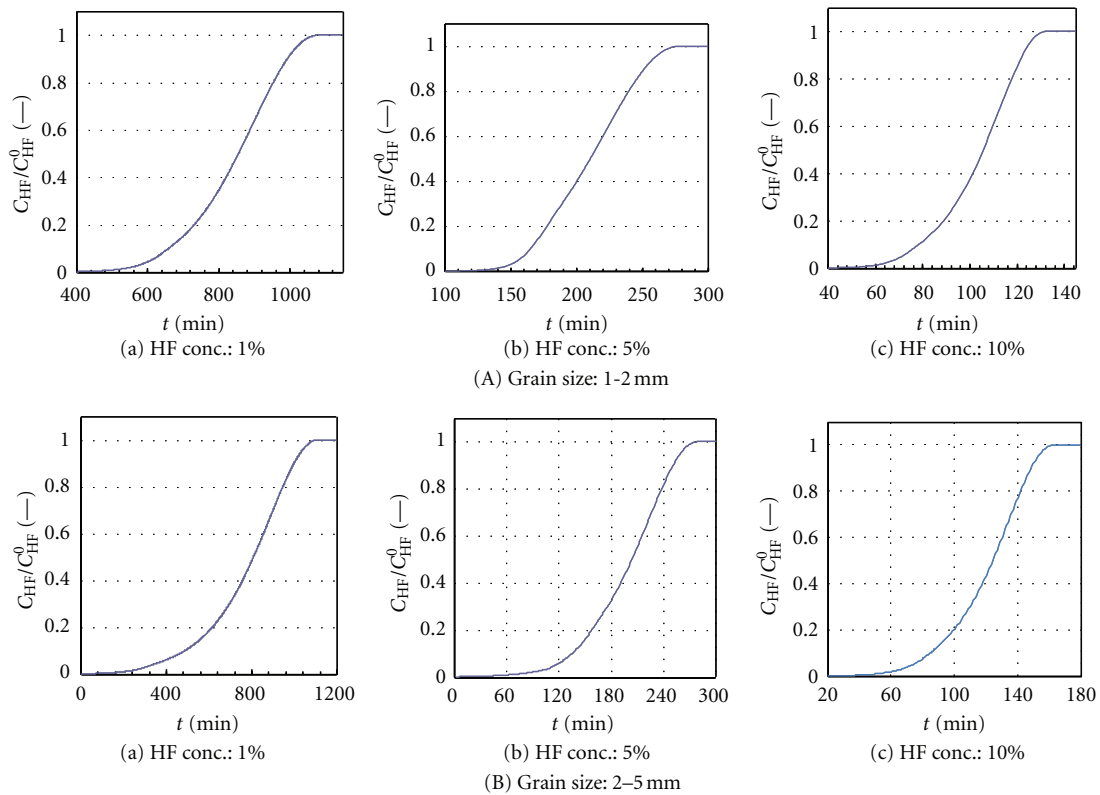 1
0.8
0.6
0.4
0.2
0
C_HF/C^0_HF (—)
400 600 800 1000
t (min)
(a) HF conc.: 1%
1
0.8
0.6
0.4
0.2
0
C_HF/C^0_HF (—)
100 150 200 250 300
t (min)
(b) HF conc.: 5%
1
0.8
0.6
0.4
0.2
0
C_HF/C^0_HF (—)
40 60 80 100 120 140
t (min)
(c) HF conc.: 10%
(A) Grain size: 1-2 mm
1
0.8
0.6
0.4
0.2
0
C_HF/C^0_HF (—)
0 400 800 1200
t (min)
(a) HF conc.: 1%
1
0.8
0.6
0.4
0.2
0
C_HF/C^0_HF (—)
0 60 120 180 240 300
t (min)
(b) HF conc.: 5%
1
0.8
0.6
0.4
0.2
0
C_HF/C^0_HF (—)
20 60 100 140 180
t (min)
(c) HF conc.: 10%
(B) Grain size: 2–5 mm